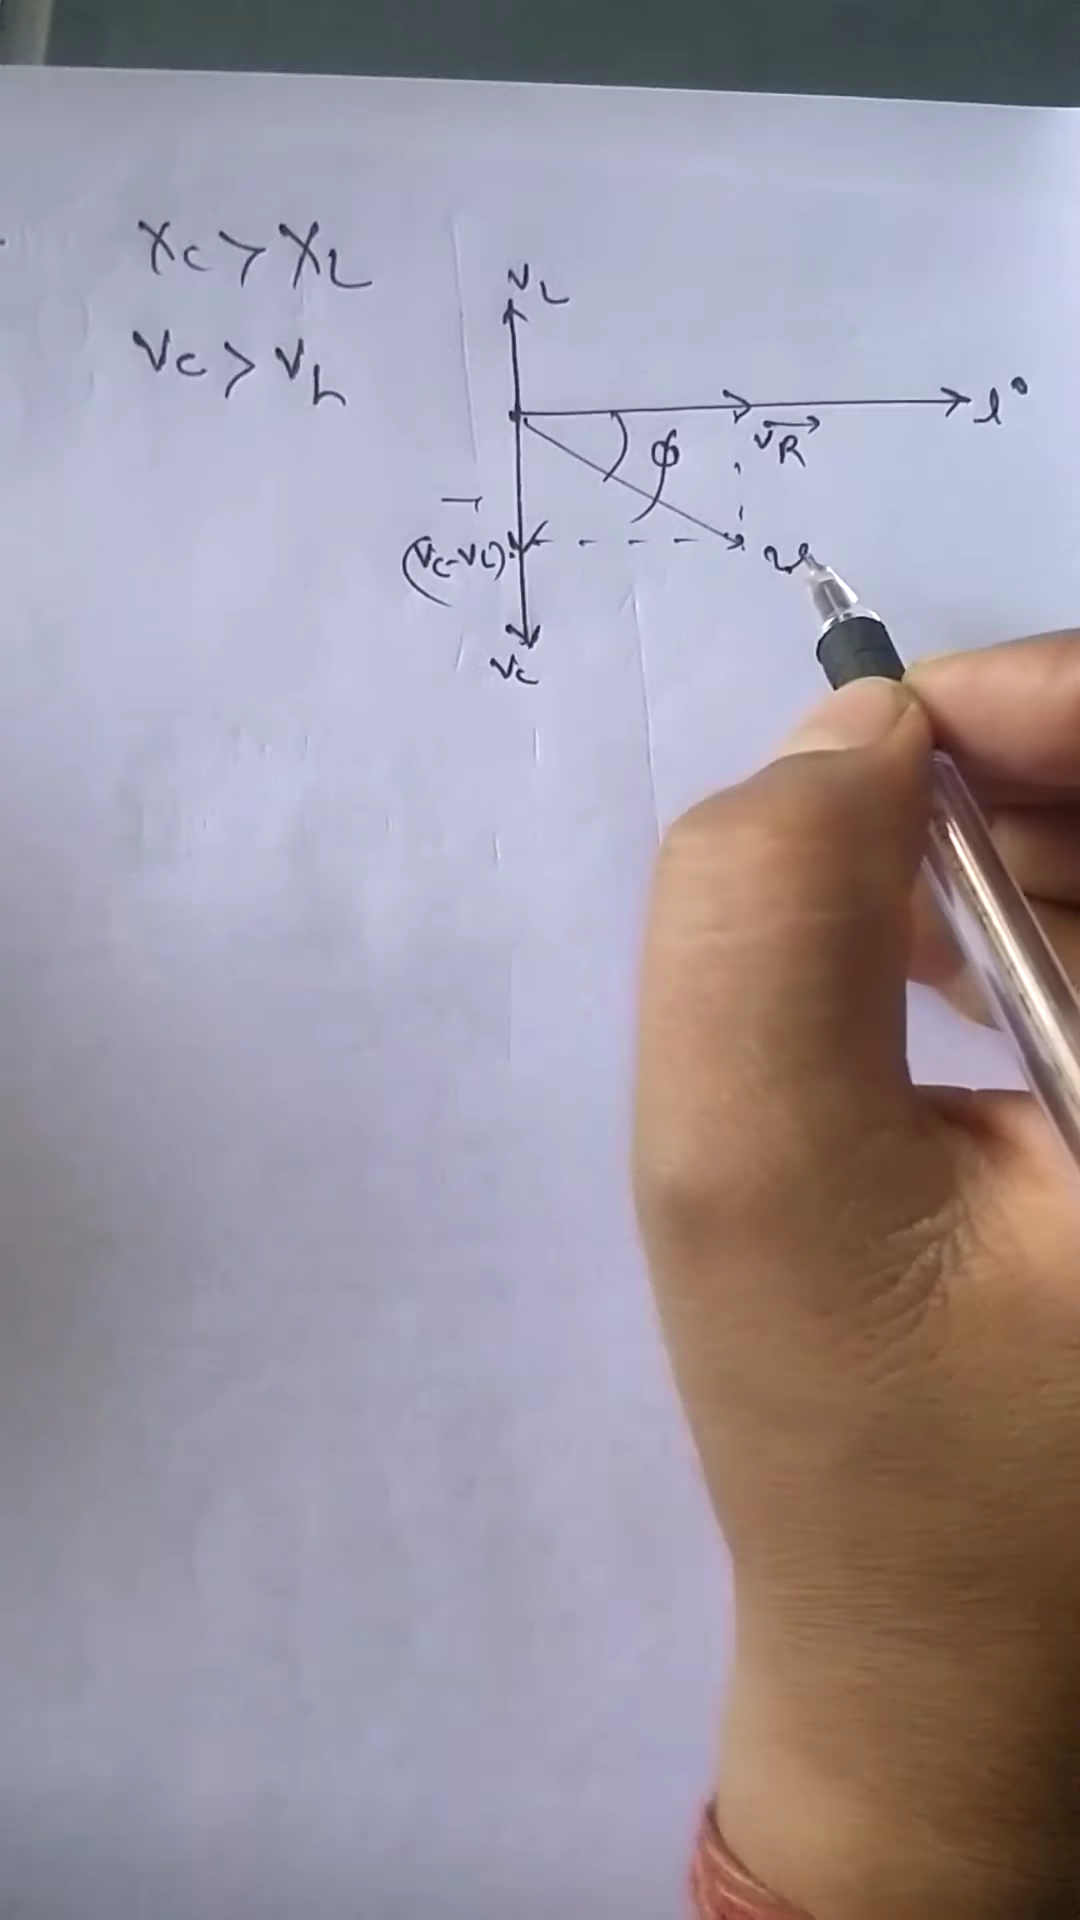 Xc > XL
Vc > VL
VL
i
VR
φ
(Vc-VL)
Vc